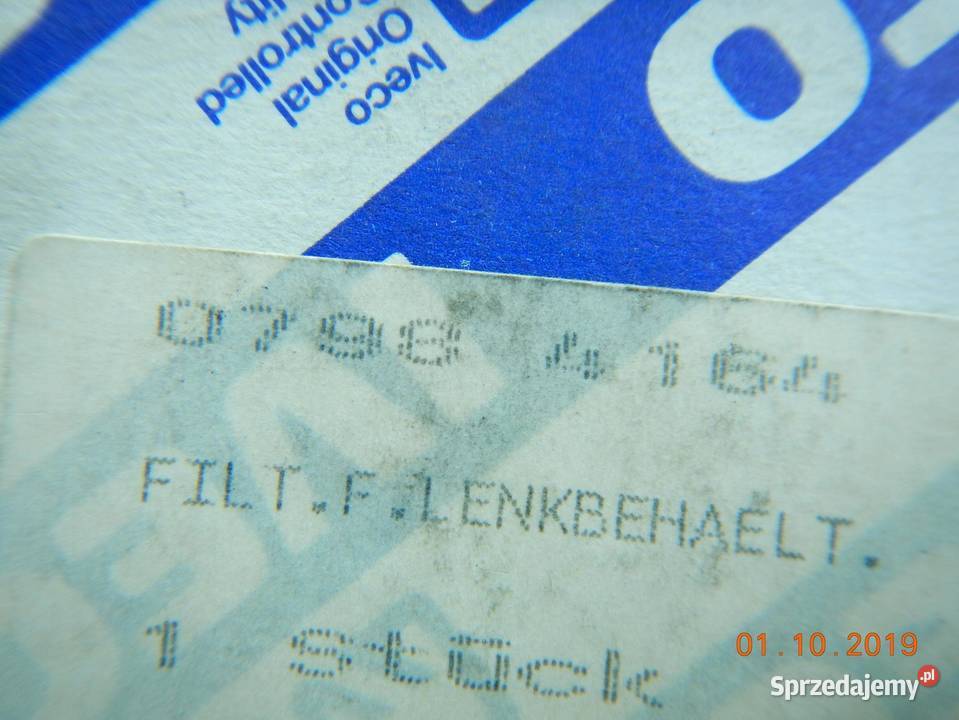 Iveco
Original
Controlled
0798 4164
FILT.F.LENKBEHAELT.
1 Stück
01.10.2019
Sprzedajemy.pl